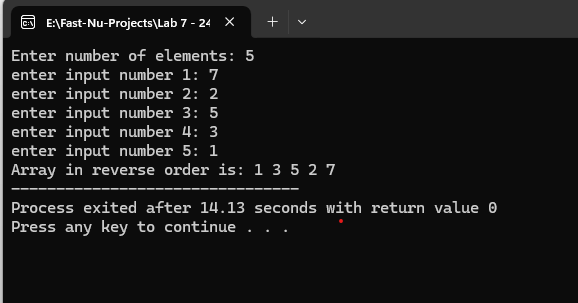 E:\Fast-Nu-Projects\Lab 7 - 24
Enter number of elements: 5
enter input number 1: 7
enter input number 2: 2
enter input number 3: 5
enter input number 4: 3
enter input number 5: 1
Array in reverse order is: 1 3 5 2 7
--------------------------------
Process exited after 14.13 seconds with return value 0
Press any key to continue . . .